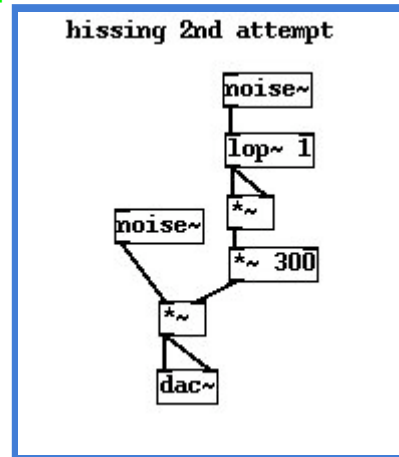 hissing 2nd attempt
noise~
lop~ 1
*~
noise~
*~ 300
*~
dac~